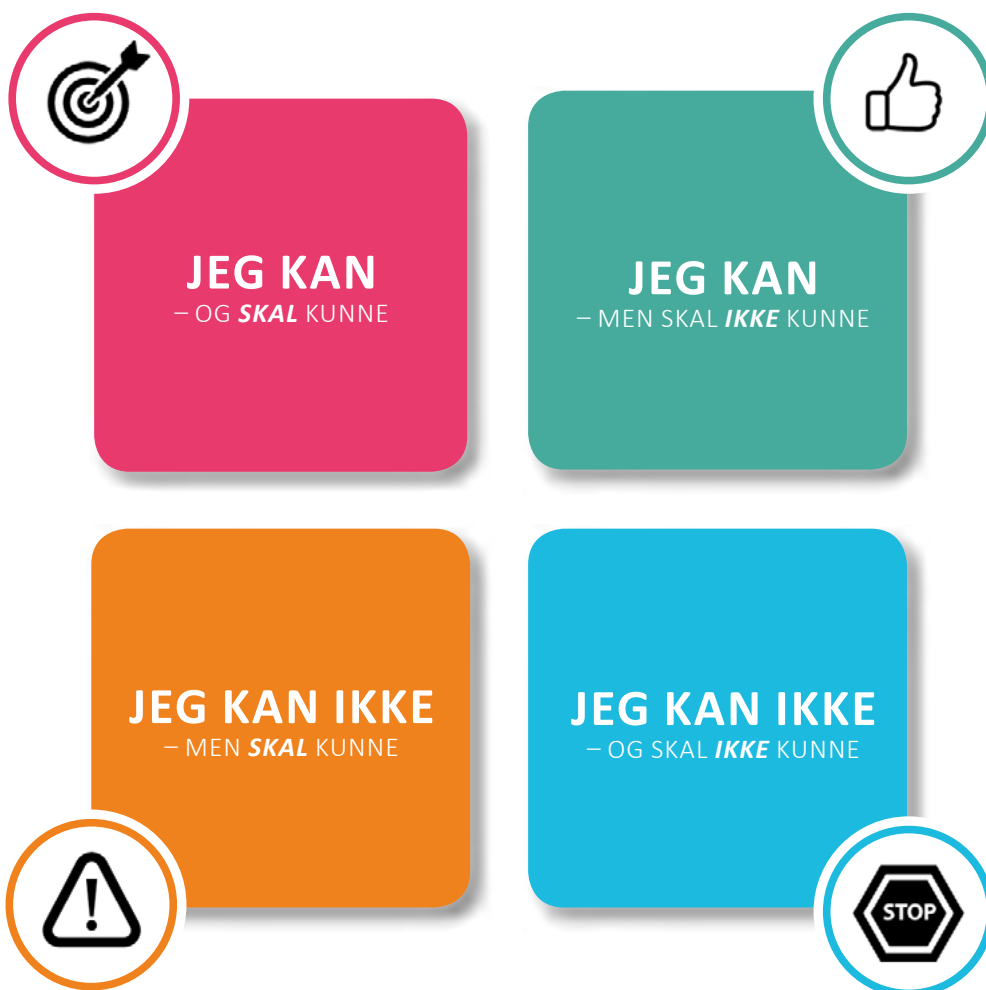 JEG KAN
– OG SKAL KUNNE
JEG KAN
– MEN SKAL IKKE KUNNE
JEG KAN IKKE
– MEN SKAL KUNNE
JEG KAN IKKE
– OG SKAL IKKE KUNNE
STOP